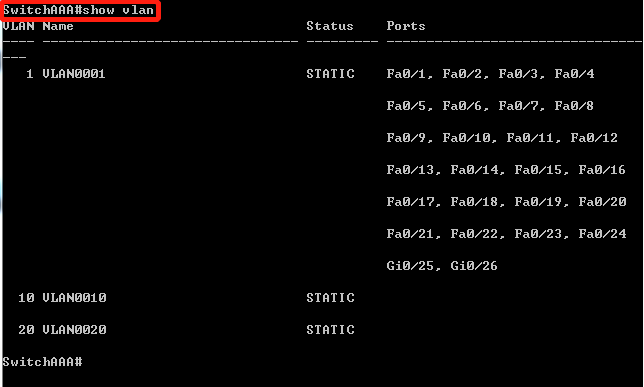 SwitchAAA#show vlan
VLAN Name                             Status    Ports
---- -------------------------------- --------- --------------------------------
---
   1 VLAN0001                         STATIC    Fa0/1, Fa0/2, Fa0/3, Fa0/4
                                                Fa0/5, Fa0/6, Fa0/7, Fa0/8
                                                Fa0/9, Fa0/10, Fa0/11, Fa0/12
                                                Fa0/13, Fa0/14, Fa0/15, Fa0/16
                                                Fa0/17, Fa0/18, Fa0/19, Fa0/20
                                                Fa0/21, Fa0/22, Fa0/23, Fa0/24
                                                Gi0/25, Gi0/26
  10 VLAN0010                         STATIC
  20 VLAN0020                         STATIC
SwitchAAA#